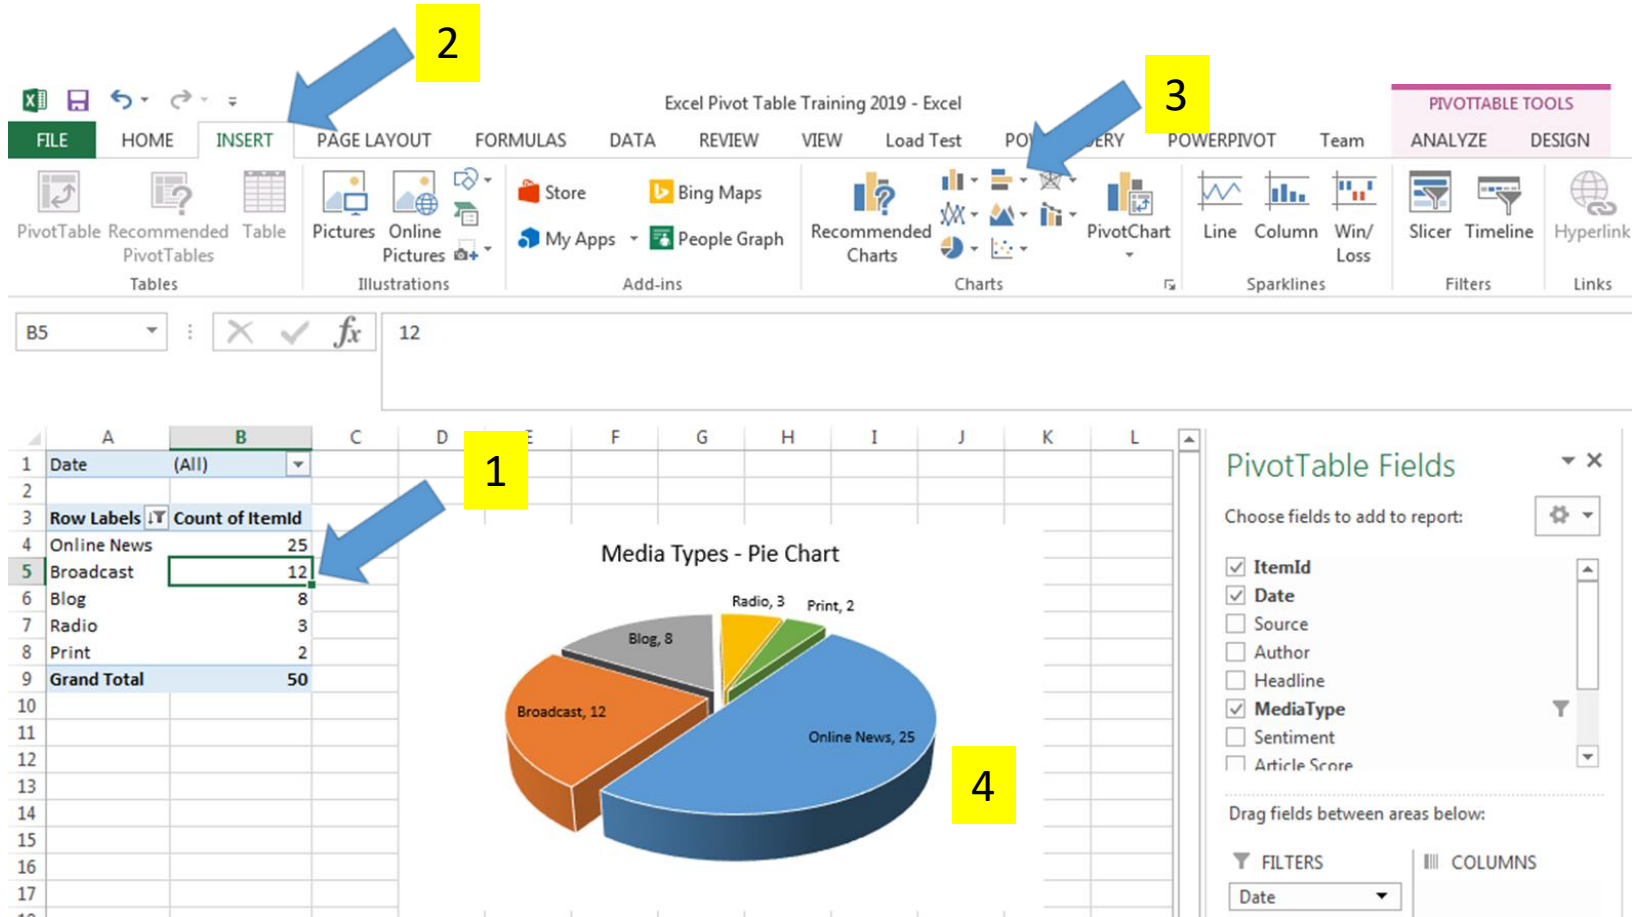 2
3
Excel Pivot Table Training 2019 - Excel
PIVOTTABLE TOOLS
FILE HOME INSERT PAGE LAYOUT FORMULAS DATA REVIEW VIEW Load Test POWERPIVOT Team ANALYZE DESIGN
PivotTable
Recommended
PivotTables
Table
Tables
Pictures
Online
Pictures
Illustrations
Store
My Apps
Bing Maps
People Graph
Add-ins
Recommended
Charts
PivotChart
Charts
Line
Column
Win/
Loss
Sparklines
Slicer
Timeline
Filters
Hyperlink
Links
B5
fx
12
A B C D F G H I J K L
1 Date (All)
2
3 Row Labels Count of ItemId
4 Online News 25
5 Broadcast 12
6 Blog 8
7 Radio 3
8 Print 2
9 Grand Total 50
10
11
12
13
14
15
16
17
1
Media Types - Pie Chart
Radio, 3
Print, 2
Blog, 8
Broadcast, 12
Online News, 25
4
PivotTable Fields
Choose fields to add to report:
ItemId
Date
Source
Author
Headline
MediaType
Sentiment
Article Score
Drag fields between areas below:
FILTERS
COLUMNS
Date